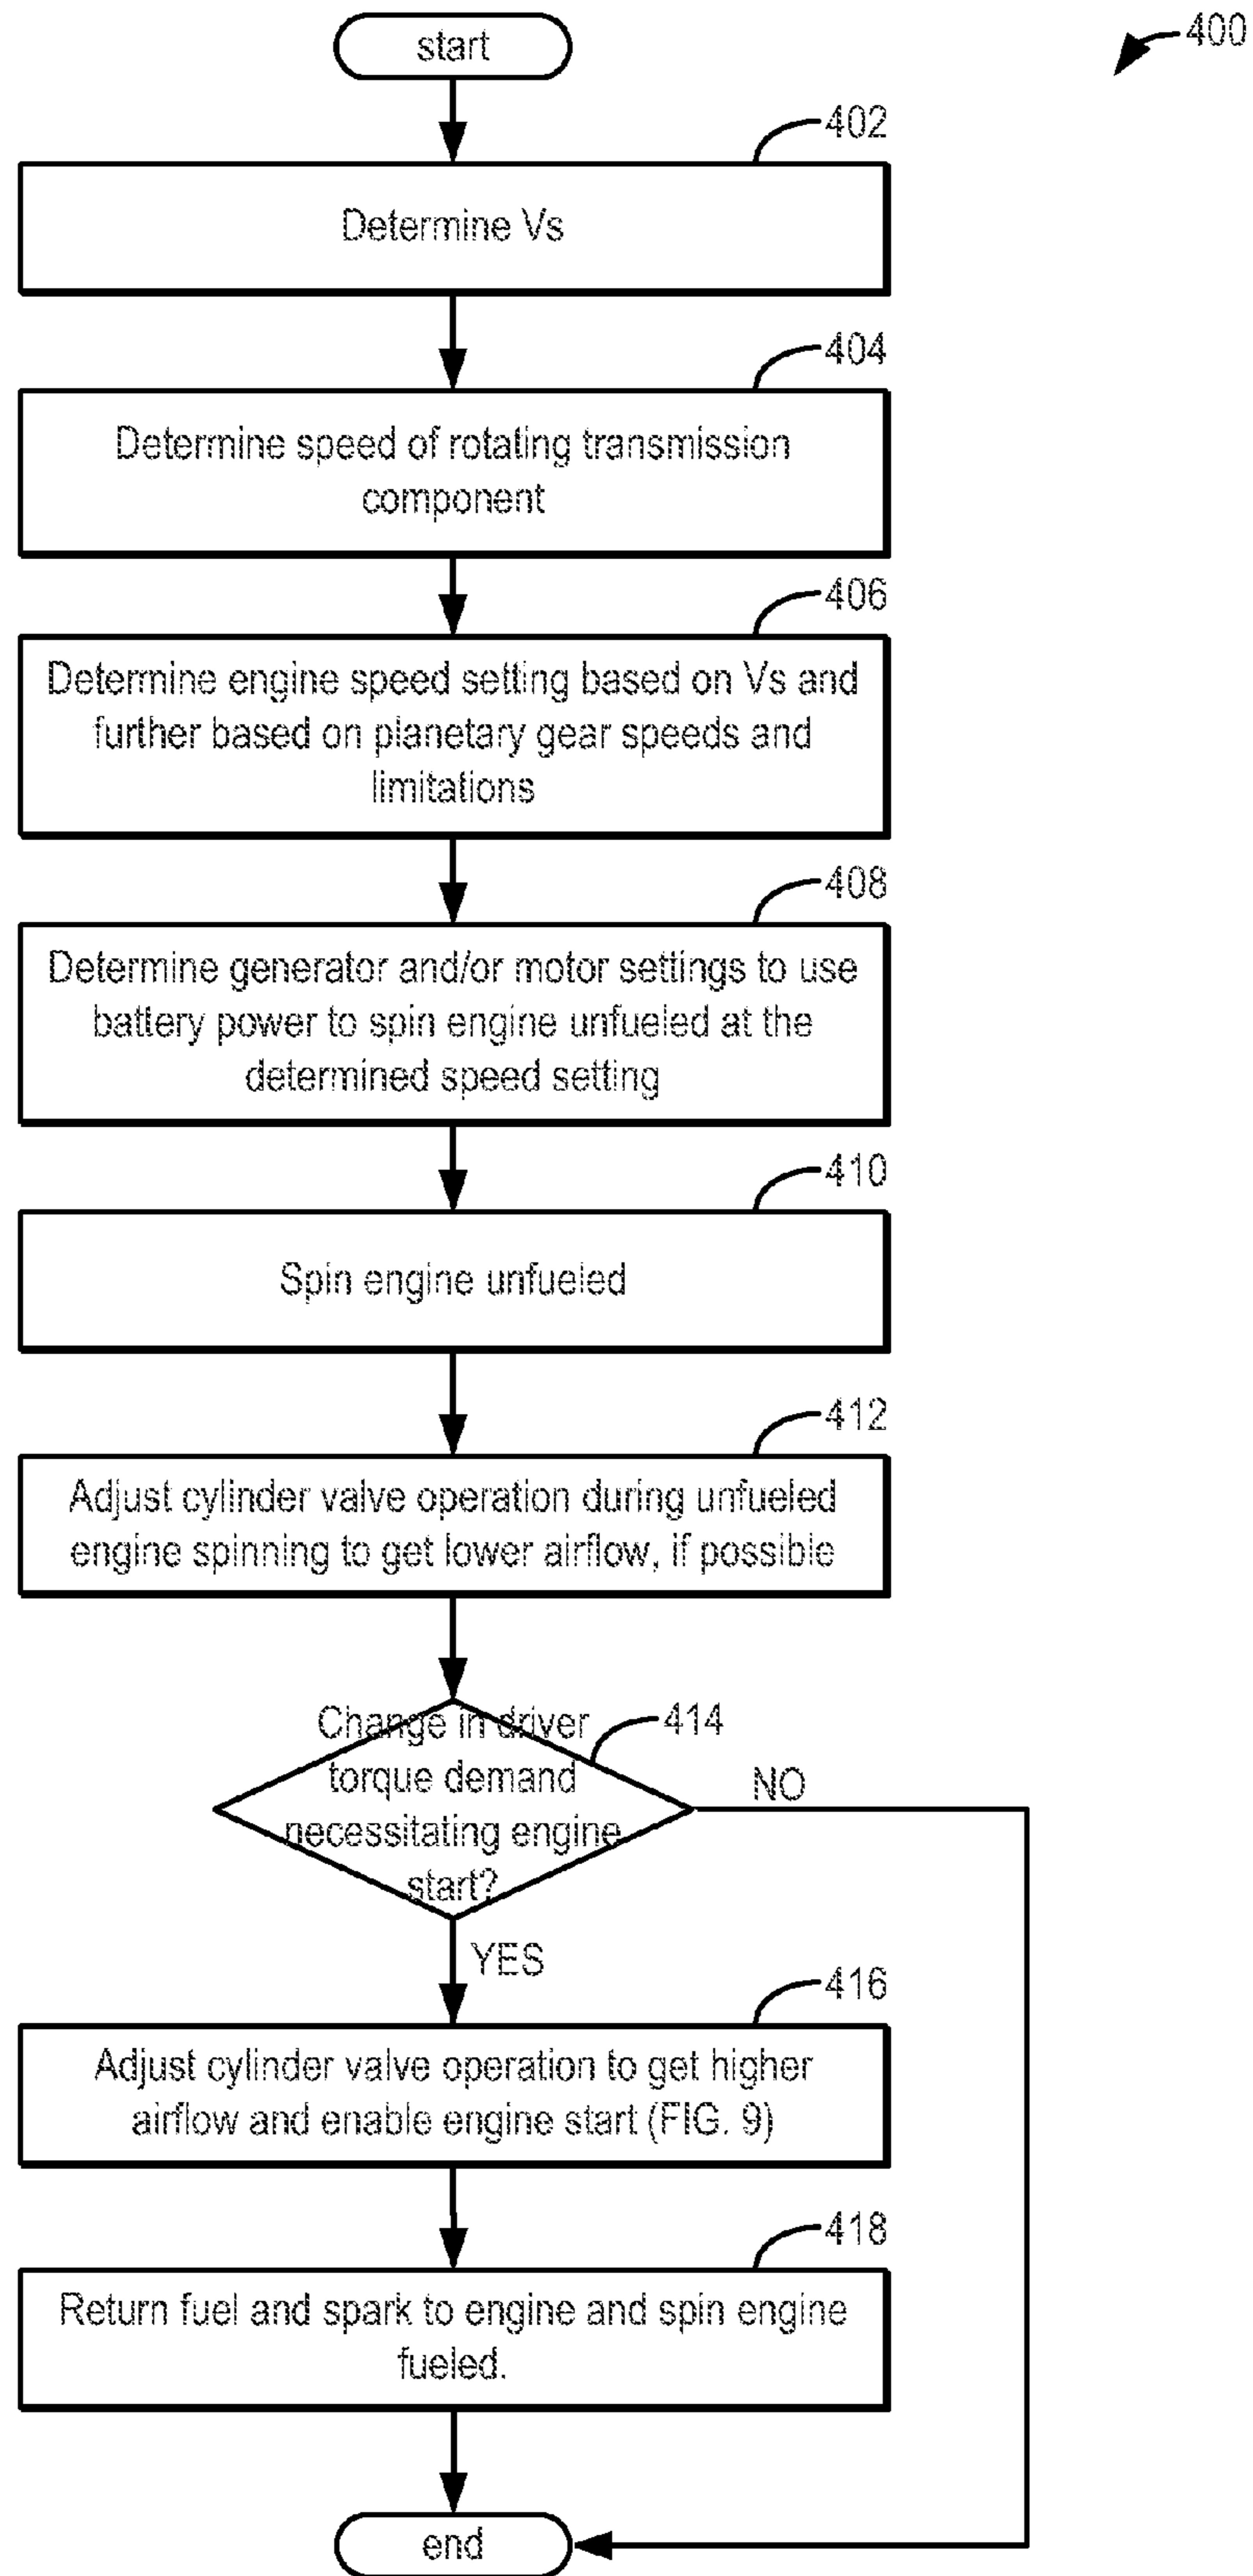 start
400
402
Determine Vs
404
Determine speed of rotating transmission
component
406
Determine engine speed setting based on Vs and
further based on planetary gear speeds and
limitations
408
Determine generator and/or motor settings to use
battery power to spin engine unfueled at the
determined speed setting
410
Spin engine unfueled
412
Adjust cylinder valve operation during unfueled
engine spinning to get lower airflow, if possible
414
Change in driver
torque demand
necessitating engine
start?
NO
YES
416
Adjust cylinder valve operation to get higher
airflow and enable engine start (FIG. 9)
418
Return fuel and spark to engine and spin engine
fueled.
end